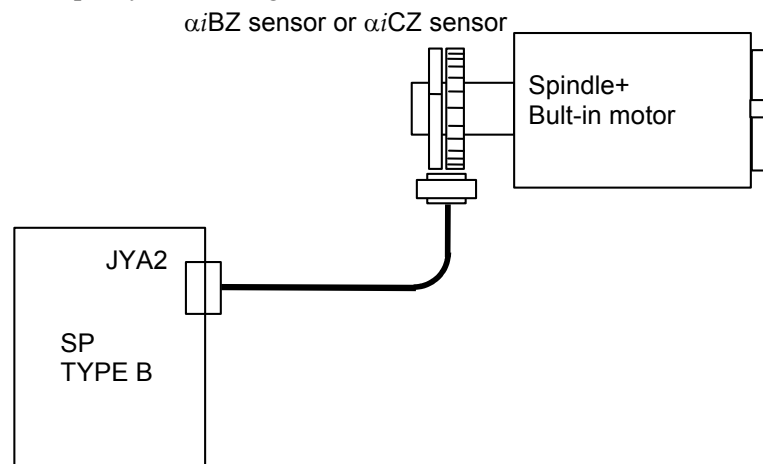 αiBZ sensor or αiCZ sensor
Spindle+
Bult-in motor
JYA2
SP
TYPE B